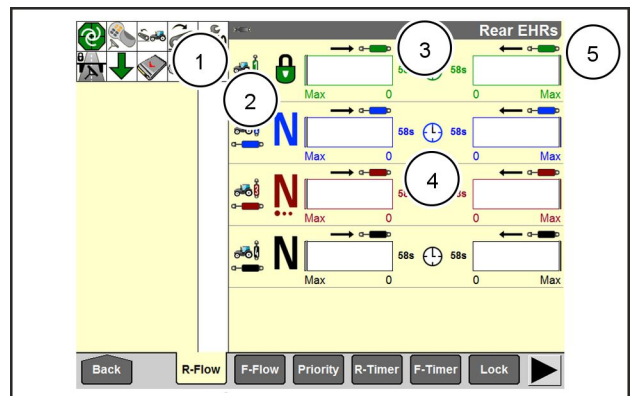 Rear EHRs
1
3
5
58s
Max 0 0 Max
2
N 58s 58s
Max 0 0 Max
4
N
Max 0 0 Max
N 58s 58s
Max 0 0 Max
Back R-Flow F-Flow Priority R-Timer F-Timer Lock